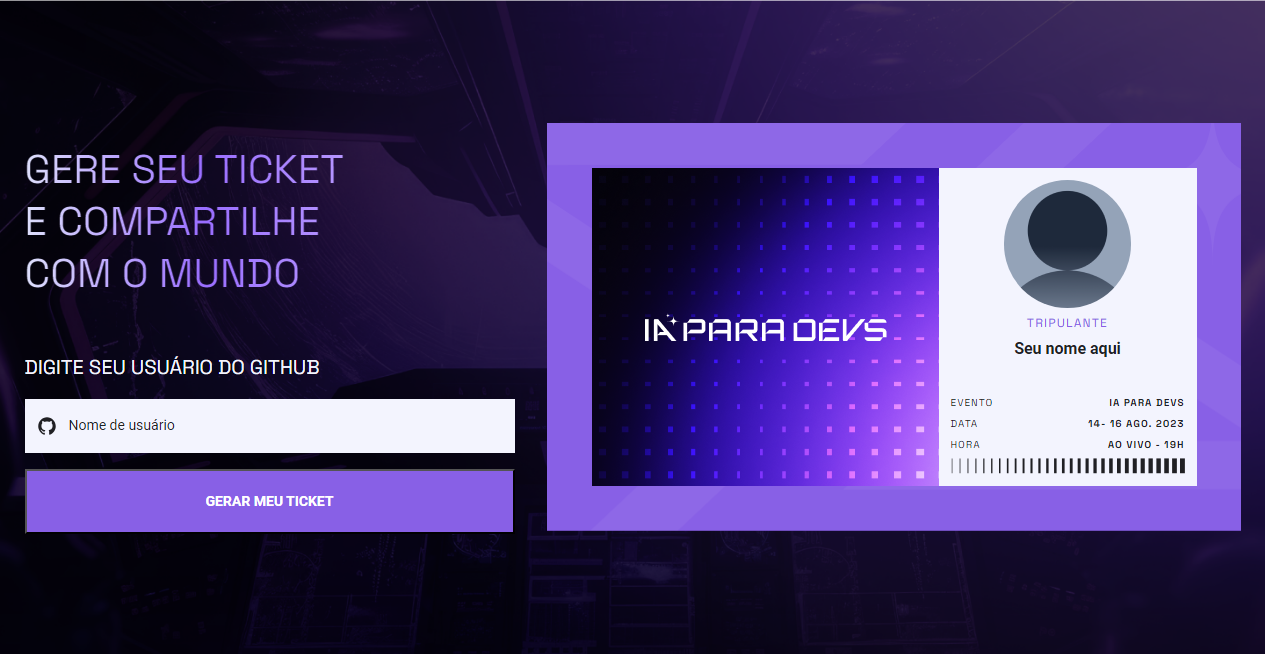 GERE SEU TICKET
E COMPARTILHE
COM O MUNDO
DIGITE SEU USUÁRIO DO GITHUB
Nome de usuário
GERAR MEU TICKET
IA PARA DEVS
TRIPULANTE
Seu nome aqui
EVENTO IA PARA DEVS
DATA 14- 16 AGO. 2023
HORA AO VIVO - 19H